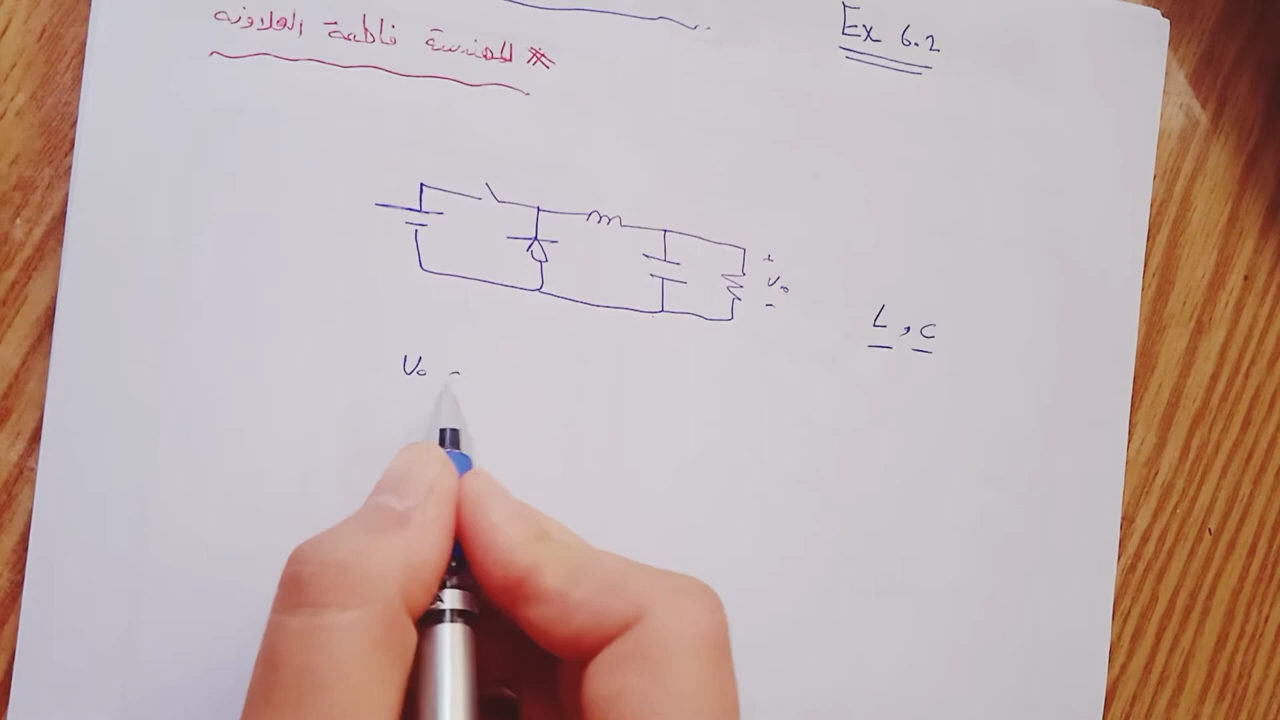 Ex 6.2
* المهندسة فاطمة العلاونه
+
Vo
-
L , C
Vo =